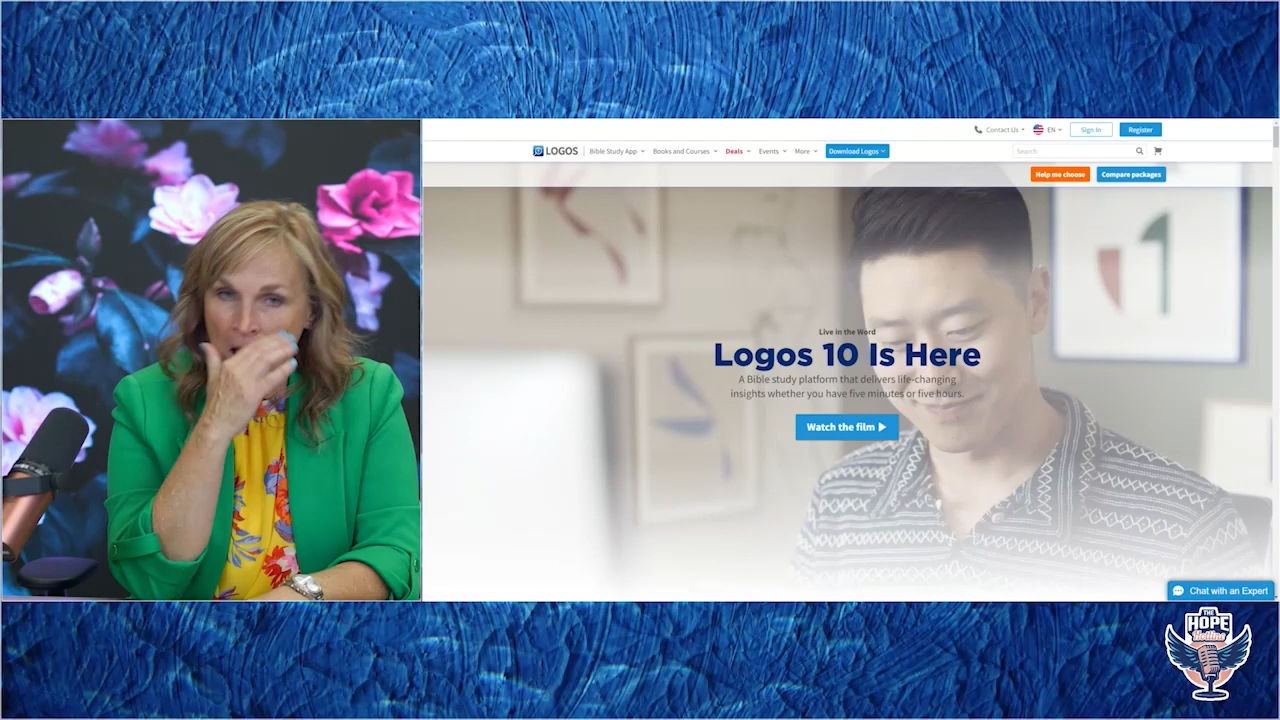 Contact Us
EN
Sign In
Register
LOGOS
Bible Study App
Books and Courses
Deals
Events
More
Download Logos
Search
Help me choose
Compare packages
Live in the Word
Logos 10 Is Here
A Bible study platform that delivers life-changing
insights whether you have five minutes or five hours.
Watch the film
Chat with an Expert
THE
HOPE
Hotline